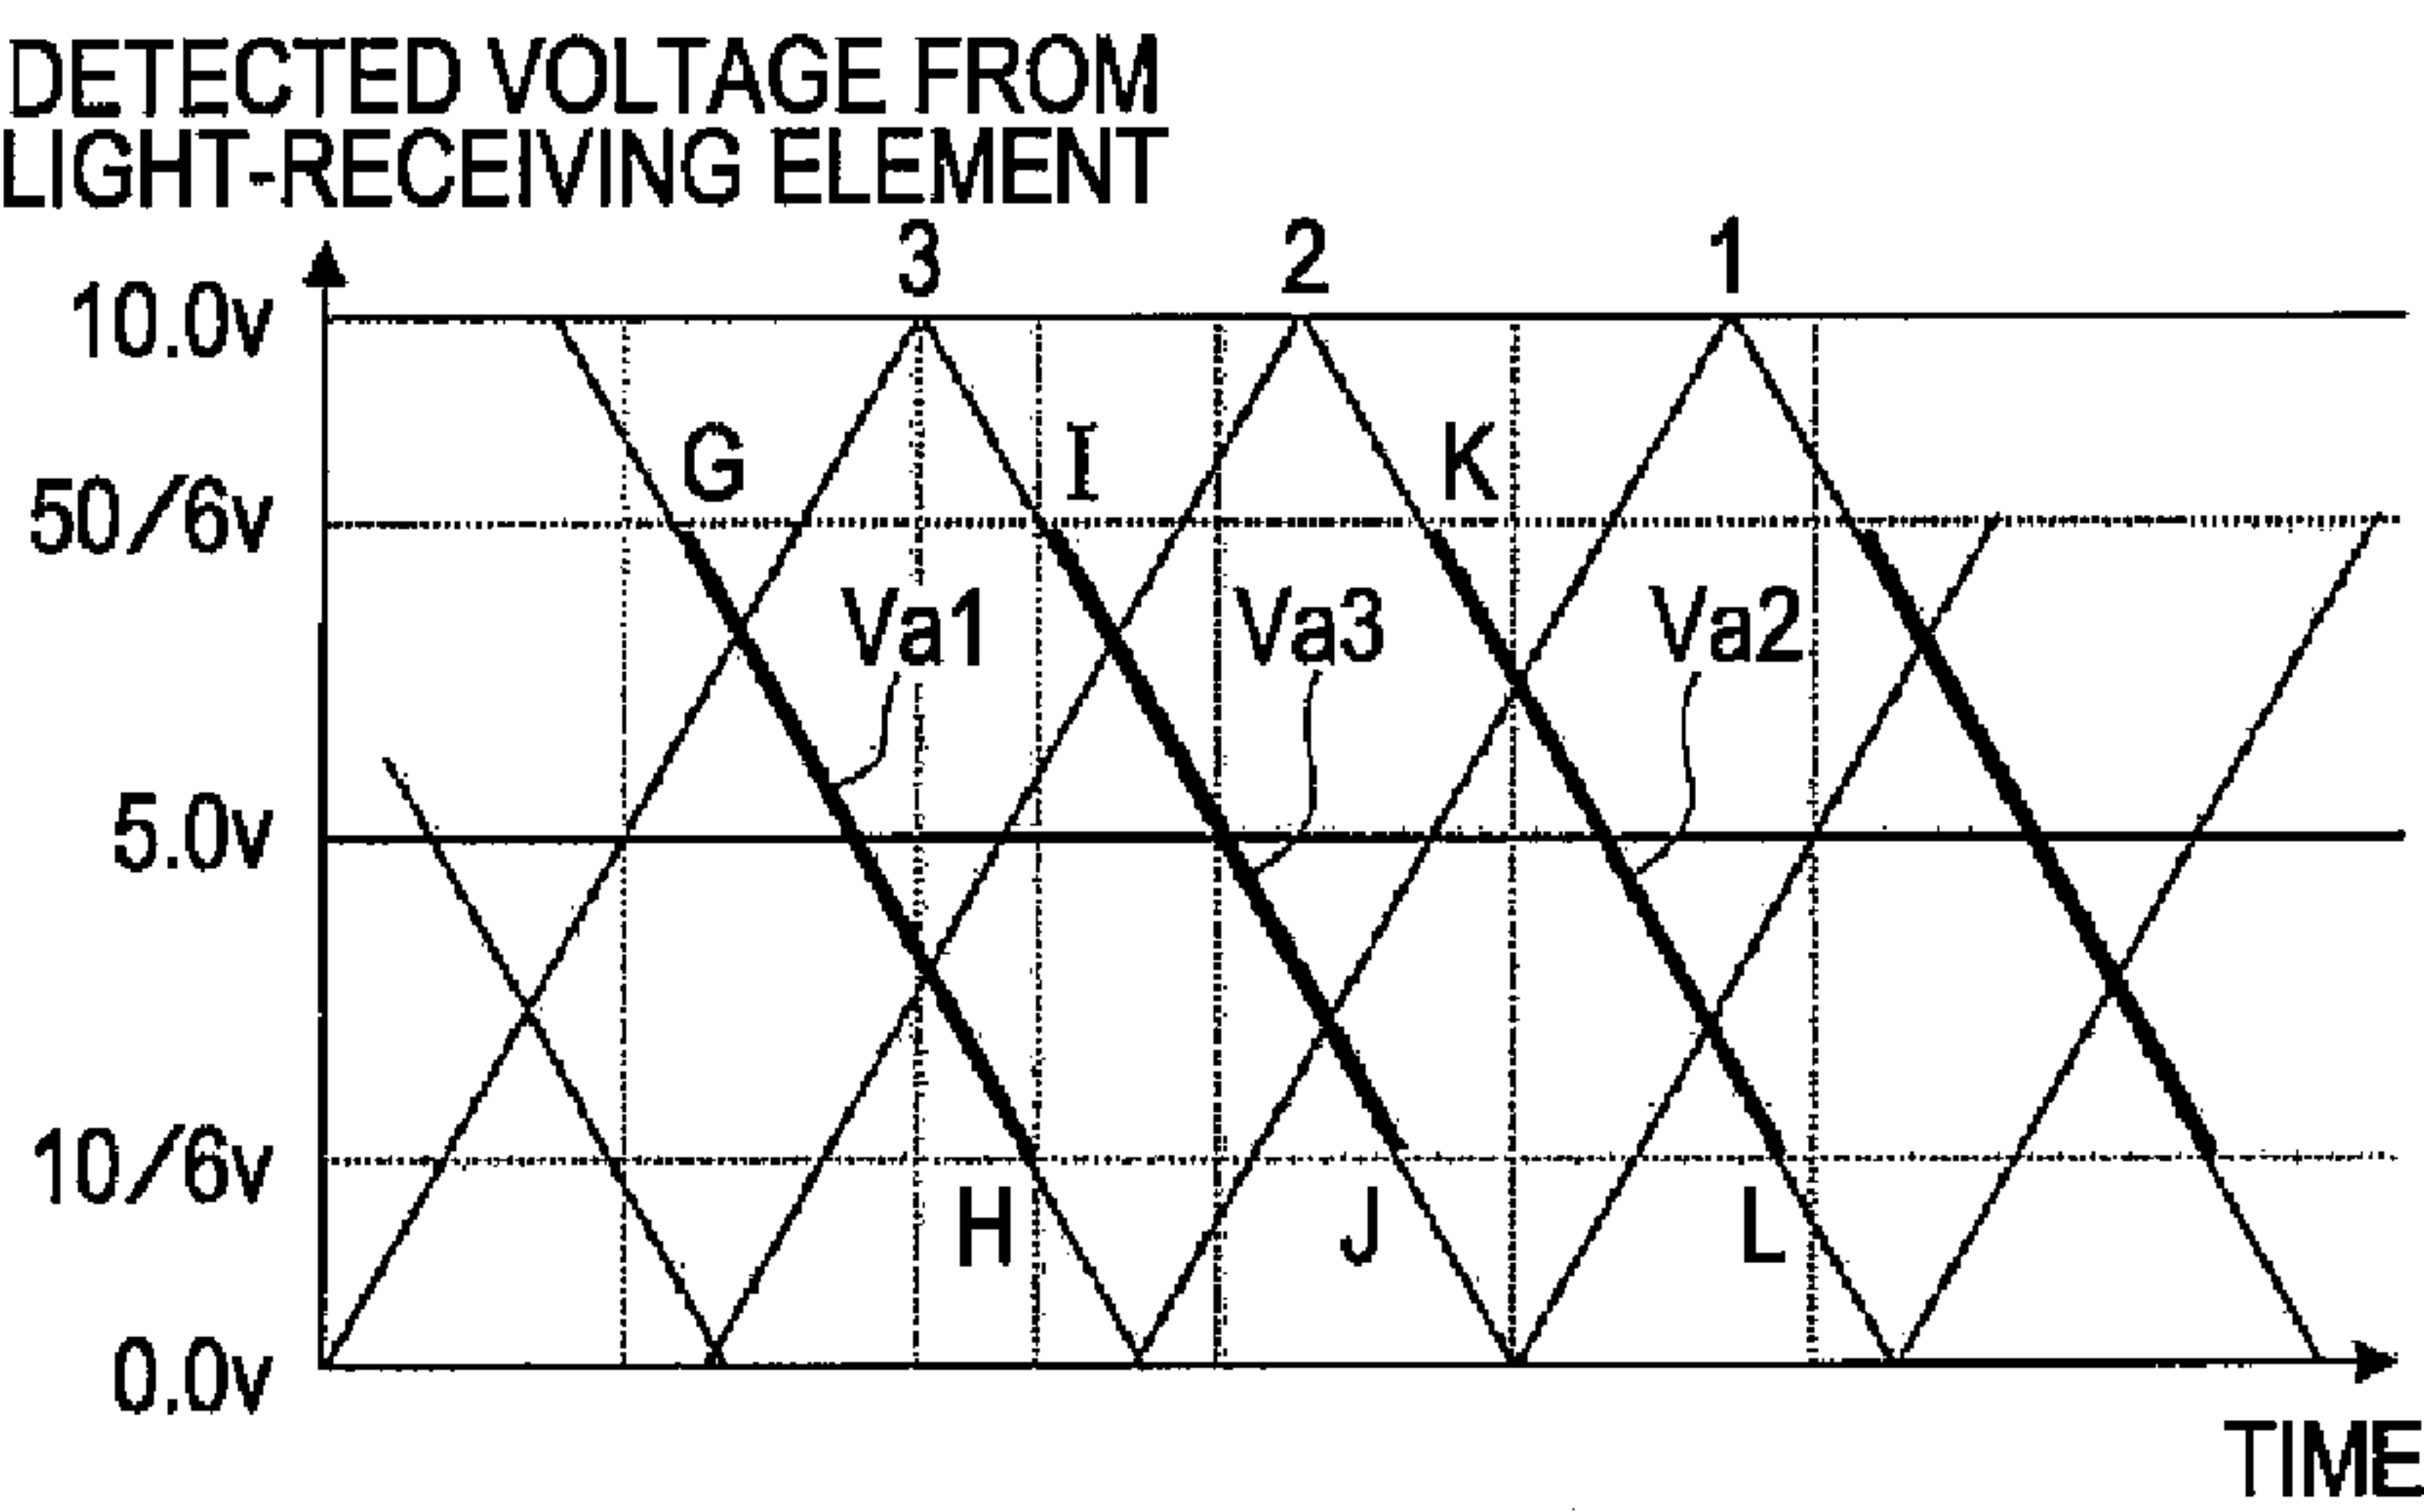 DETECTED VOLTAGE FROM
LIGHT-RECEIVING ELEMENT
3 2 1
10.0v
G I K
50/6v
Va1 Va3 Va2
5.0v
10/6v
H J L
0.0v
TIME